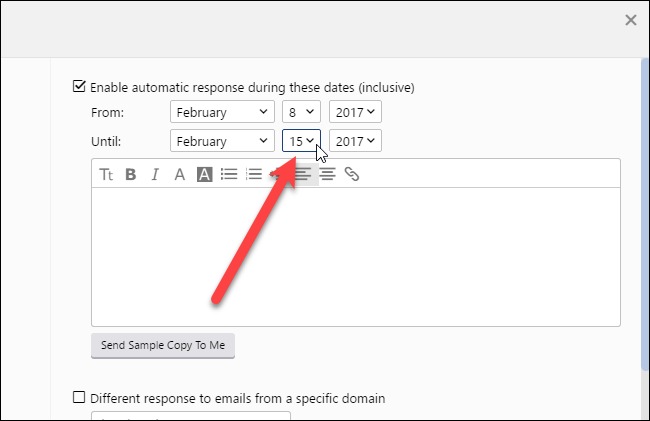 Enable automatic response during these dates (inclusive)
From: February 8 2017
Until: February 15 2017
Tt B I A A
Send Sample Copy To Me
Different response to emails from a specific domain